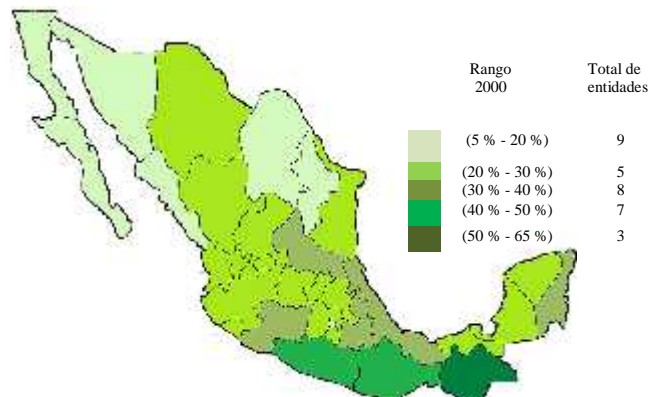 Rango Total de
2000 entidades
(5 % - 20 %) 9
(20 % - 30 %) 5
(30 % - 40 %) 8
(40 % - 50 %) 7
(50 % - 65 %) 3